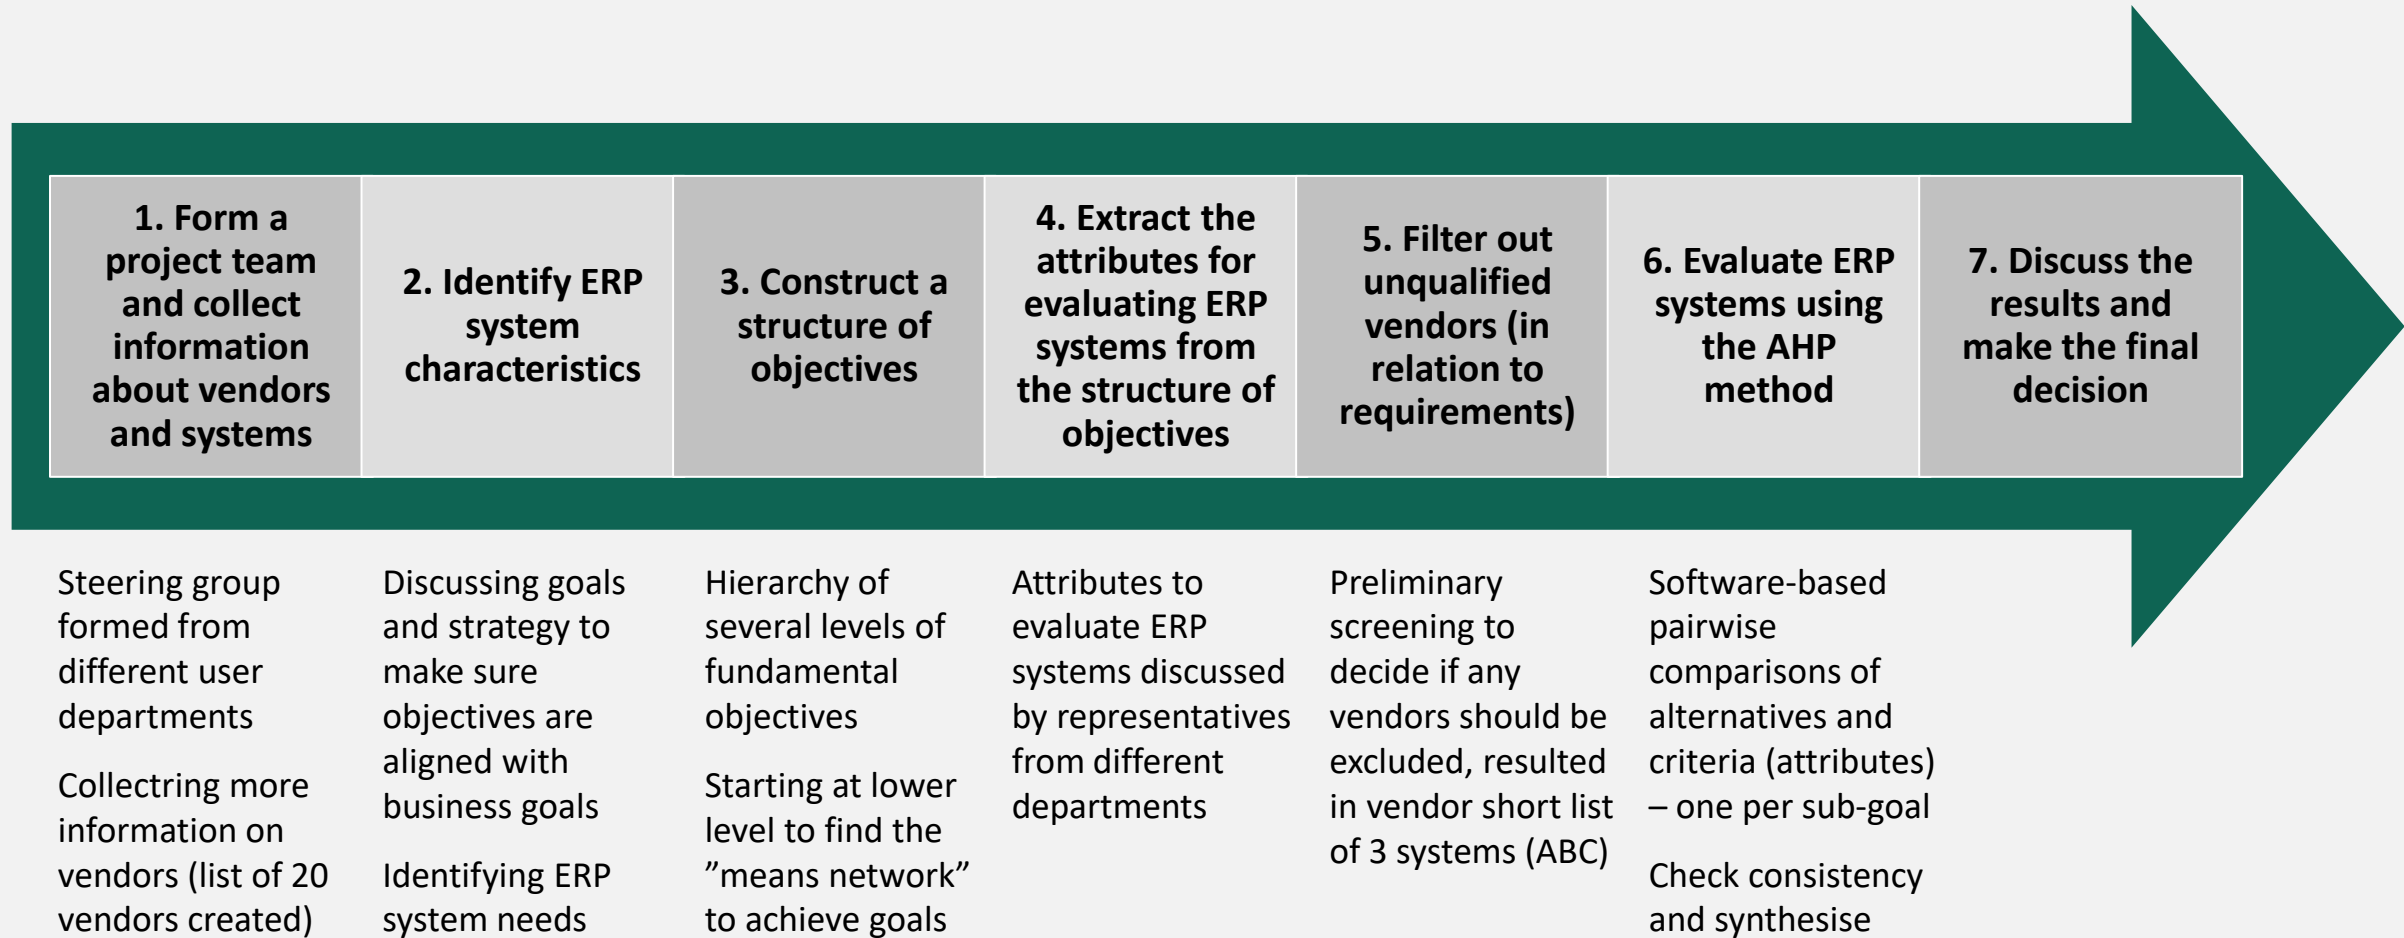 1. Form a
project team
and collect
information
about vendors
and systems
2. Identify ERP
system
characteristics
3. Construct a
structure of
objectives
4. Extract the
attributes for
evaluating ERP
systems from
the structure of
objectives
5. Filter out
unqualified
vendors (in
relation to
requirements)
6. Evaluate ERP
systems using
the AHP
method
7. Discuss the
results and
make the final
decision
Steering group
formed from
different user
departments
Collectring more
information on
vendors (list of 20
vendors created)
Discussing goals
and strategy to
make sure
objectives are
aligned with
business goals
Identifying ERP
system needs
Hierarchy of
several levels of
fundamental
objectives
Starting at lower
level to find the
”means network”
to achieve goals
Attributes to
evaluate ERP
systems discussed
by representatives
from different
departments
Preliminary
screening to
decide if any
vendors should be
excluded, resulted
in vendor short list
of 3 systems (ABC)
Software-based
pairwise
comparisons of
alternatives and
criteria (attributes)
– one per sub-goal
Check consistency
and synthesise